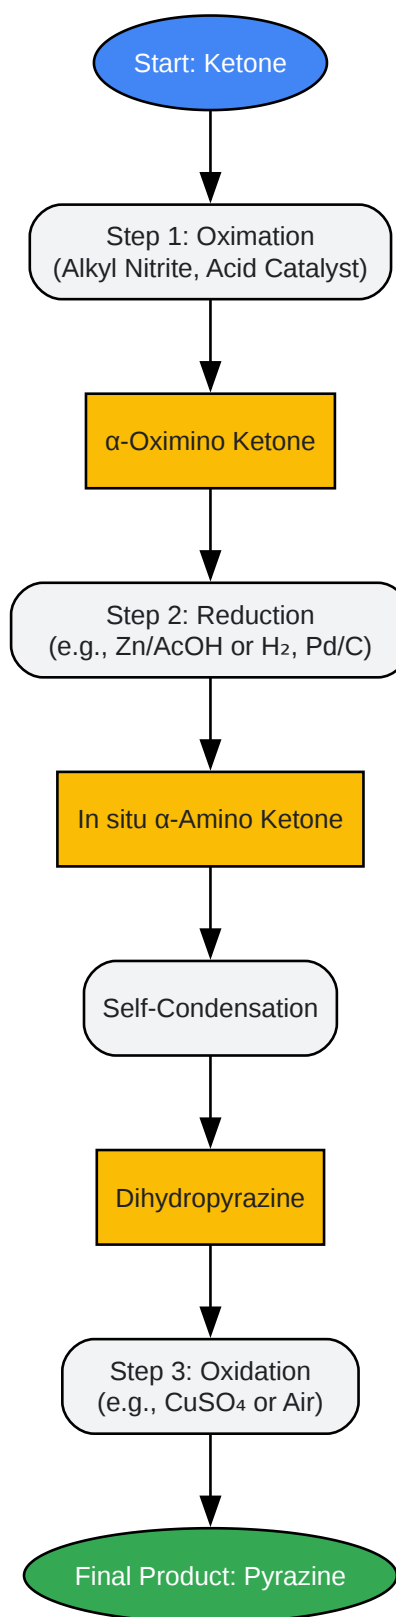 Start: Ketone
Step 1: Oximation
(Alkyl Nitrite, Acid Catalyst)
α-Oximino Ketone
Step 2: Reduction
(e.g., Zn/AcOH or H₂, Pd/C)
In situ α-Amino Ketone
Self-Condensation
Dihydropyrazine
Step 3: Oxidation
(e.g., CuSO₄ or Air)
Final Product: Pyrazine